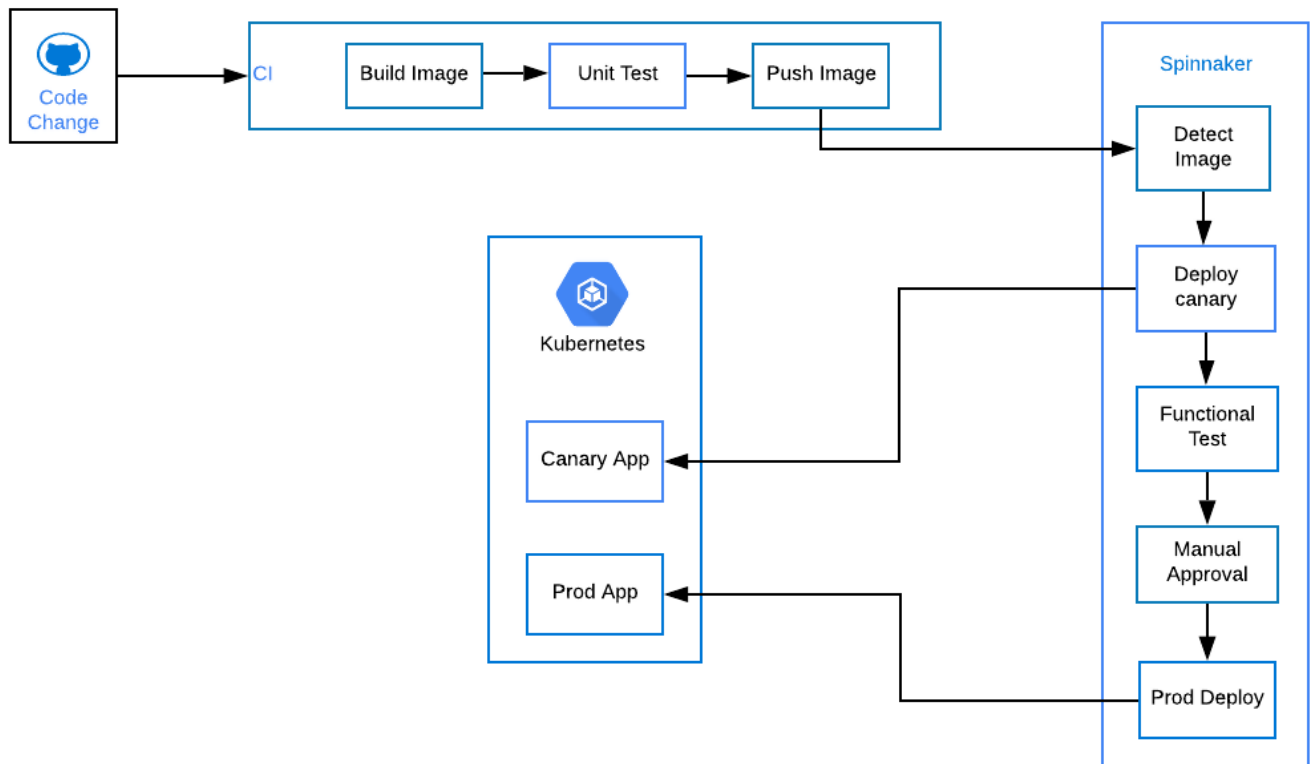 Code
Change
CI
Build Image
Unit Test
Push Image
Spinnaker
Detect
Image
Deploy
canary
Functional
Test
Manual
Approval
Prod Deploy
Kubernetes
Canary App
Prod App